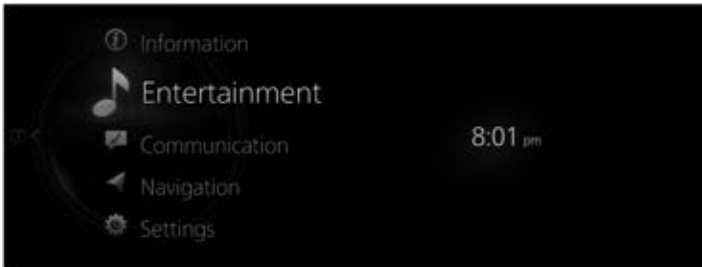 Information
Entertainment
Communication
8:01 pm
Navigation
Settings